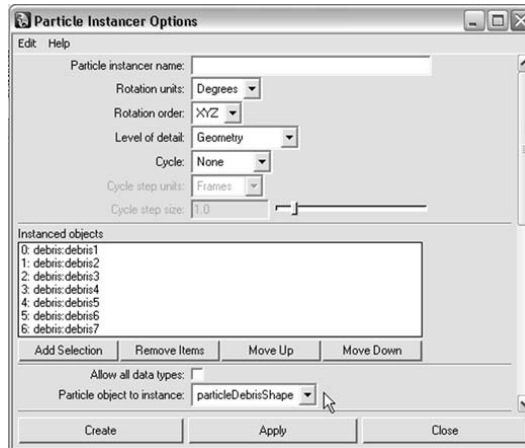 Particle Instancer Options
Edit Help
Particle instancer name:
Rotation units: Degrees
Rotation order: XYZ
Level of detail: Geometry
Cycle: None
Cycle step units: Frames
Cycle step size: 1.0
Instanced objects
0: debris:debris1
1: debris:debris2
2: debris:debris3
3: debris:debris4
4: debris:debris5
5: debris:debris6
6: debris:debris7
Add Selection Remove Items Move Up Move Down
Allow all data types:
Particle object to instance: particleDebrisShape
Create Apply Close